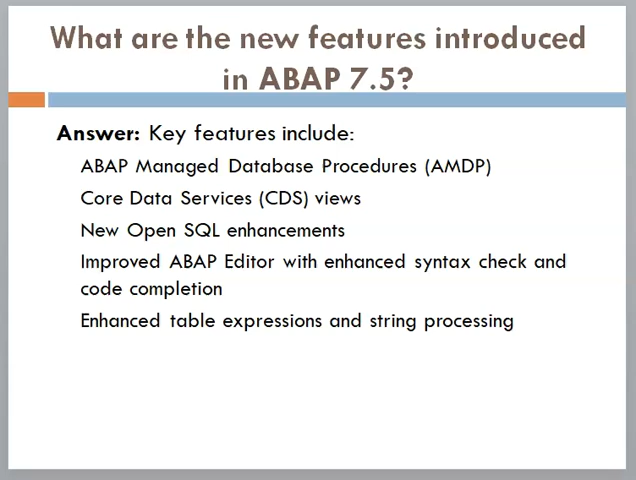 What are the new features introduced
in ABAP 7.5?
Answer: Key features include:
ABAP Managed Database Procedures (AMDP)
Core Data Services (CDS) views
New Open SQL enhancements
Improved ABAP Editor with enhanced syntax check and
code completion
Enhanced table expressions and string processing